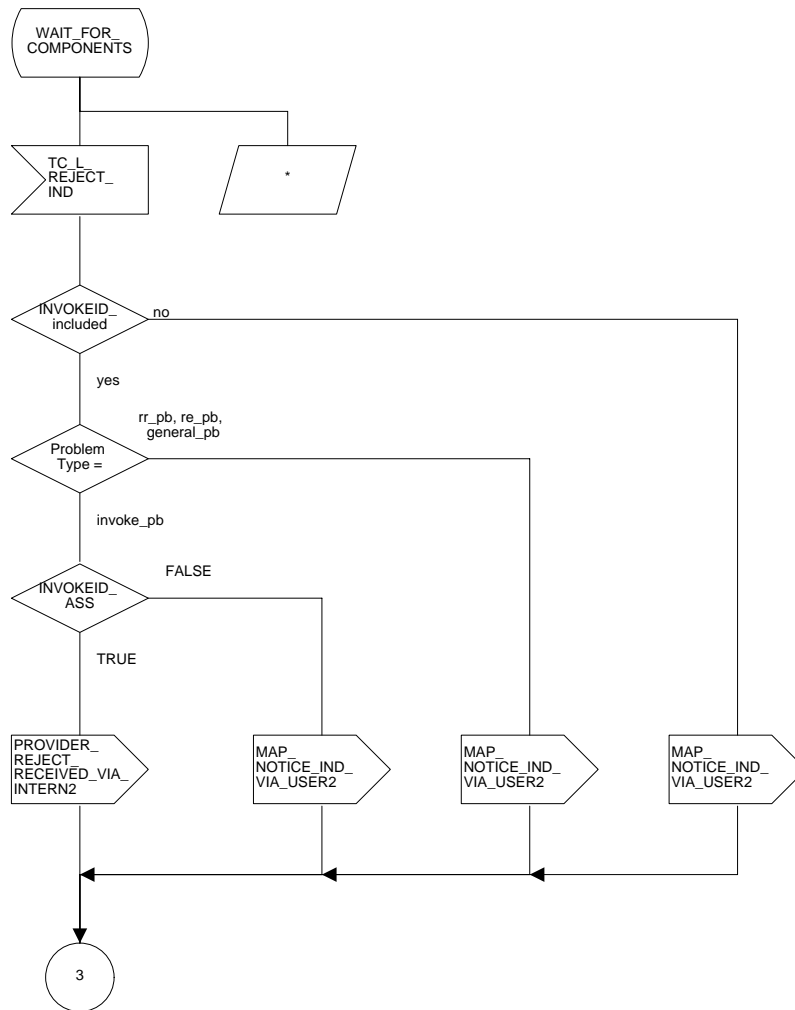 WAIT_FOR_
COMPONENTS
TC_L_
REJECT_
IND
*
INVOKEID_
included
no
yes
rr_pb, re_pb,
general_pb
Problem
Type =
invoke_pb
INVOKEID_
ASS
FALSE
TRUE
PROVIDER_
REJECT_
RECEIVED_VIA_
INTERN2
MAP_
NOTICE_IND_
VIA_USER2
MAP_
NOTICE_IND_
VIA_USER2
MAP_
NOTICE_IND_
VIA_USER2
3